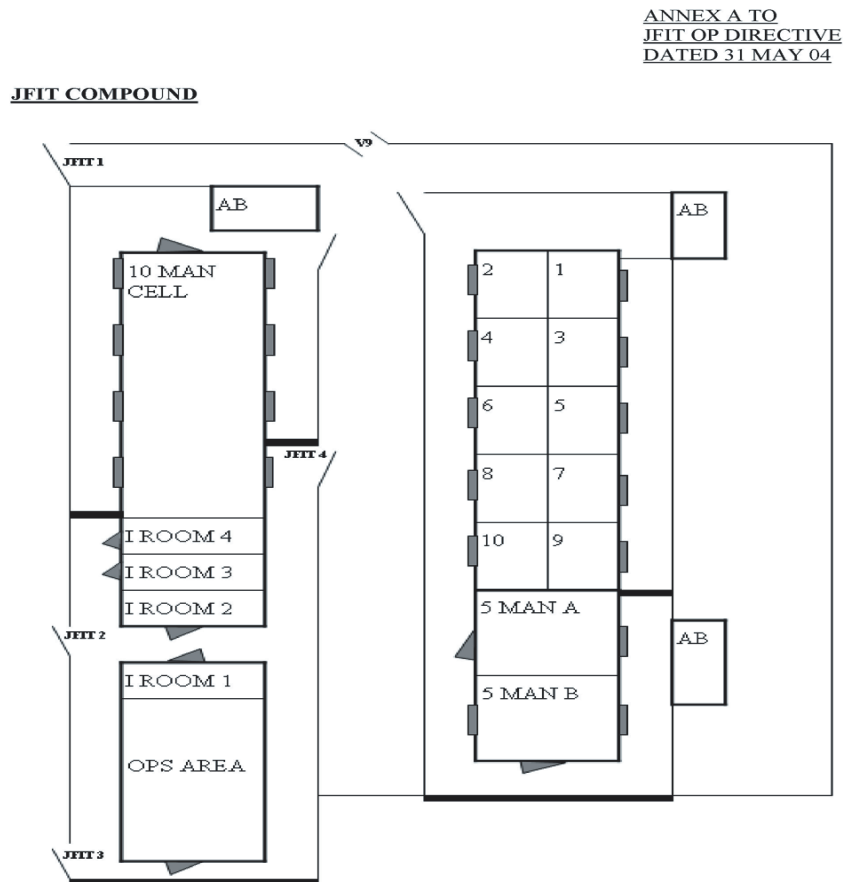 ANNEX A TO
JFIT OP DIRECTIVE
DATED 31 MAY 04
JFIT COMPOUND
V9
JFIT 1
AB
AB
10 MAN
CELL
2 1
4 3
6 5
8 7
10 9
JFIT 4
I ROOM 4
I ROOM 3
I ROOM 2
5 MAN A
JFIT 2
AB
I ROOM 1
5 MAN B
OPS AREA
JFIT 3